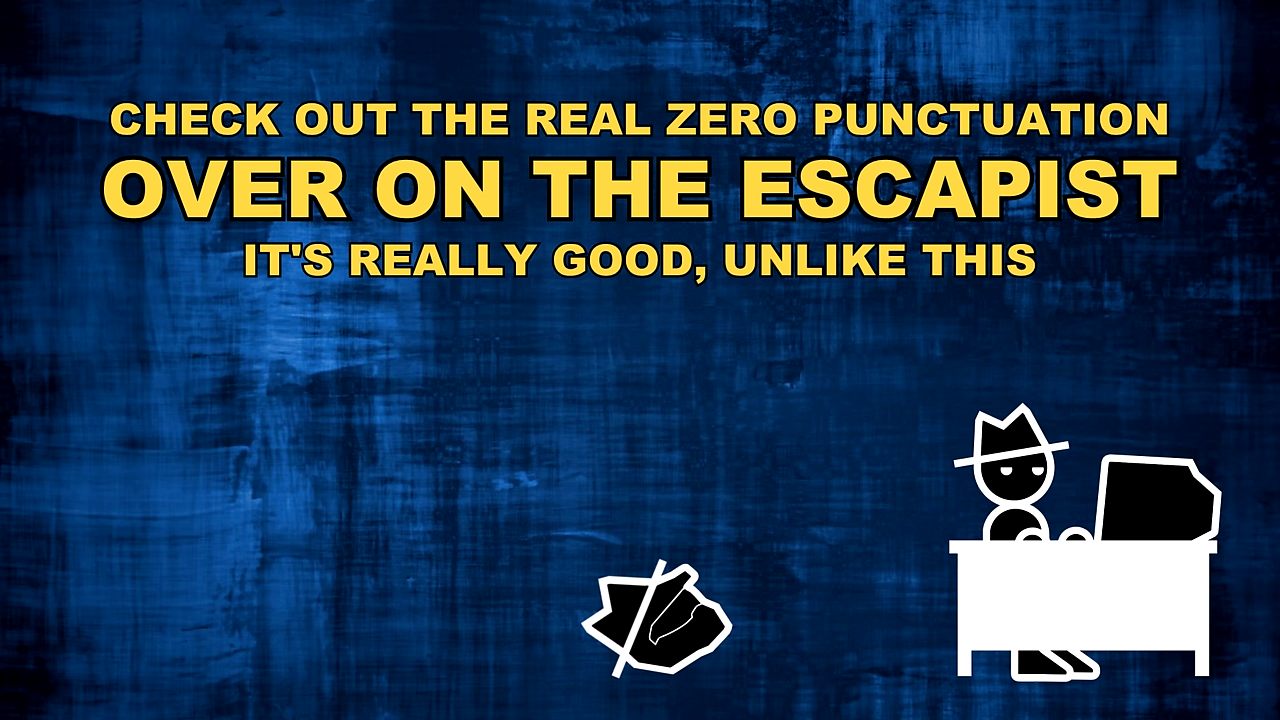 CHECK OUT THE REAL ZERO PUNCTUATION
OVER ON THE ESCAPIST
IT'S REALLY GOOD, UNLIKE THIS